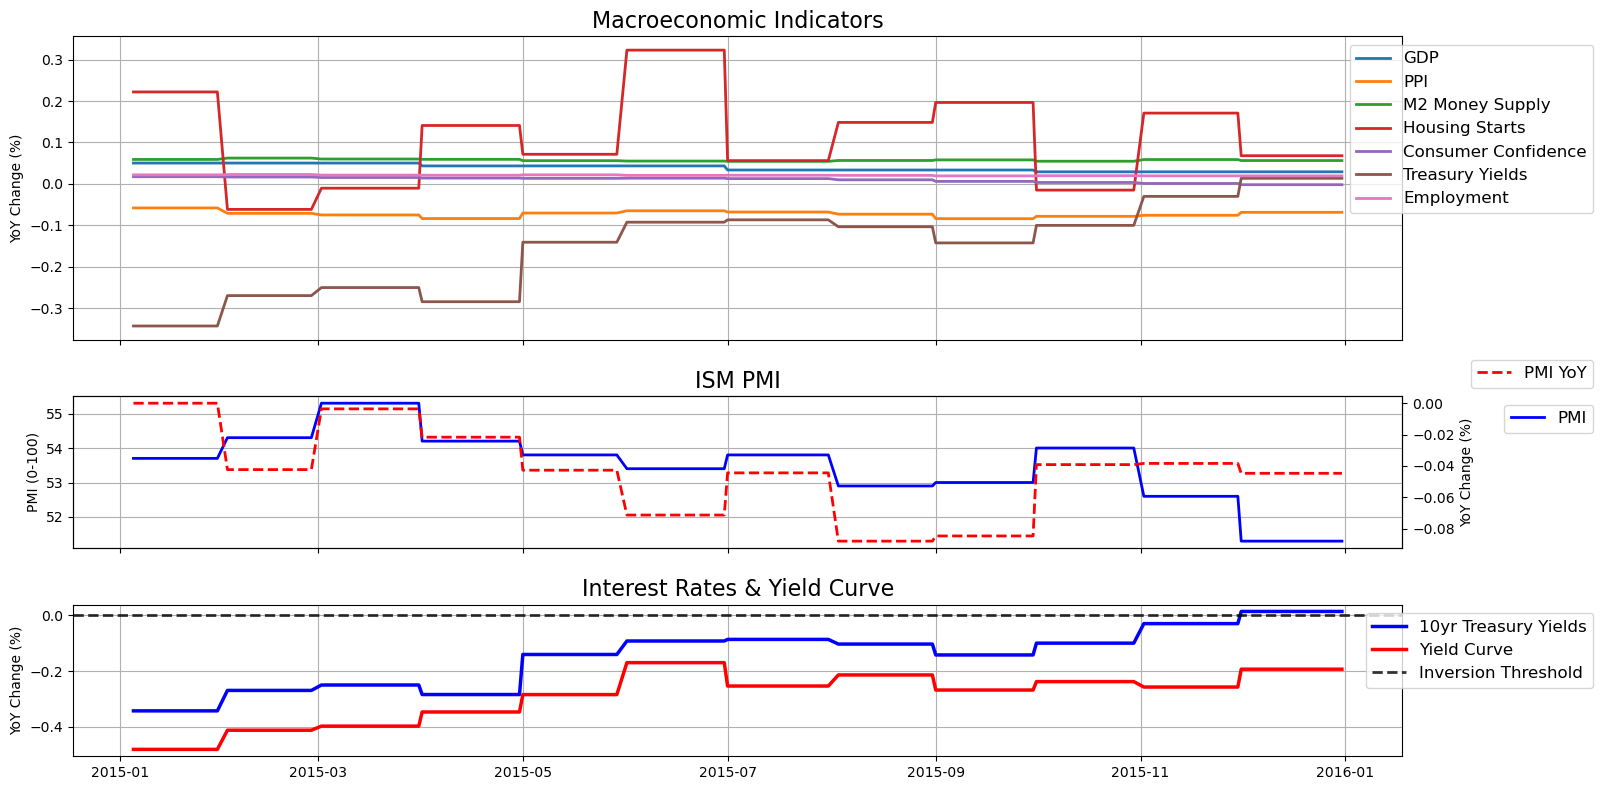 Macroeconomic Indicators
YoY Change (%)
0.3
0.2
0.1
0.0
−0.1
−0.2
−0.3
GDP
PPI
M2 Money Supply
Housing Starts
Consumer Confidence
Treasury Yields
Employment
ISM PMI
PMI (0-100)
55
54
53
52
0.00
−0.02
−0.04
−0.06
−0.08
YoY Change (%)
PMI YoY
PMI
Interest Rates & Yield Curve
YoY Change (%)
0.0
−0.2
−0.4
10yr Treasury Yields
Yield Curve
Inversion Threshold
2015-01
2015-03
2015-05
2015-07
2015-09
2015-11
2016-01